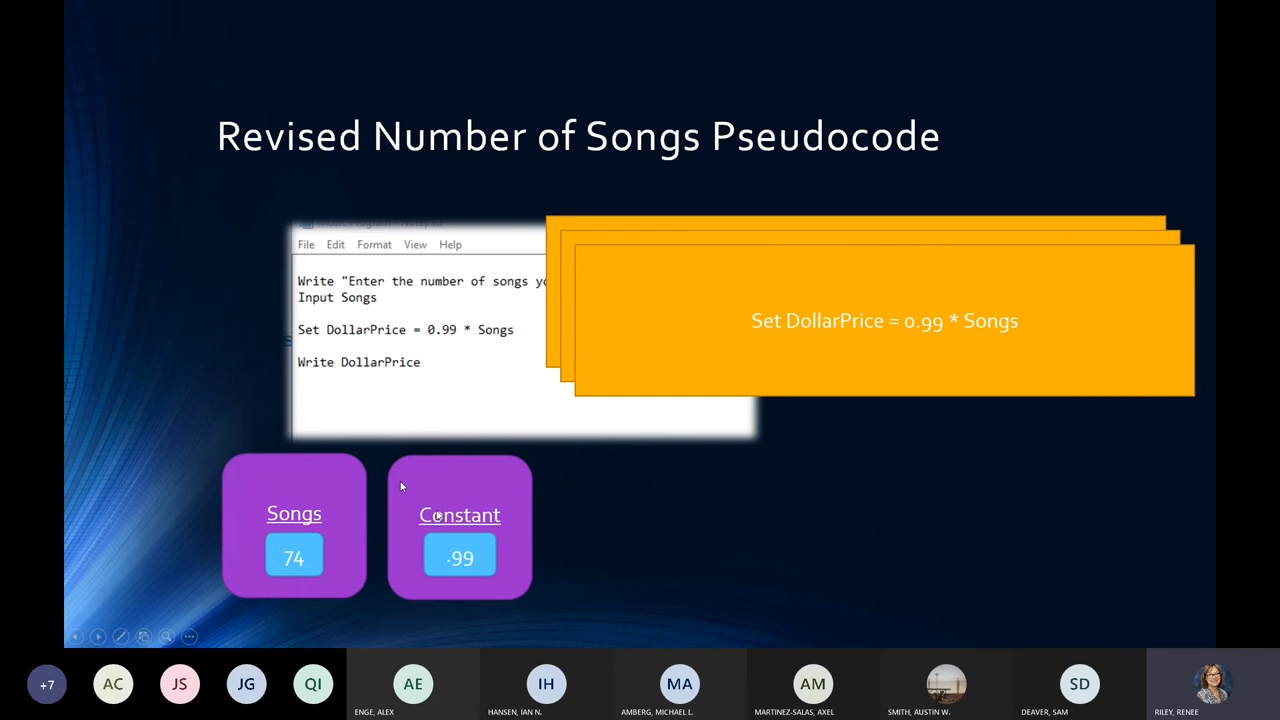 Revised Number of Songs Pseudocode
File Edit Format View Help
Write "Enter the number of songs
Input Songs
Set DollarPrice = 0.99 * Songs
Write DollarPrice
Set DollarPrice = 0.99 * Songs
Songs
74
Constant
.99
+7
AC
JS
JG
QI
AE
IH
MA
AM
SD
ENGE, ALEX
HANSEN, IAN N.
AMBERG, MICHAEL L.
MARTINEZ-SALAS, AXEL
SMITH, AUSTIN W.
DEAVER, SAM
RILEY, RENEE